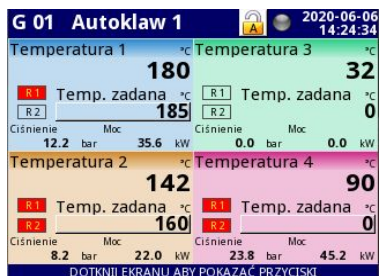 G 01 Autoklaw 1 A 2020-06-06
14:24:34
Temperatura 1 °C
180
R1 Temp. zadana °C
R2 185
Ciśnienie Moc
12.2 bar 35.6 kW
Temperatura 3 °C
32
R1 Temp. zadana °C
R2 0
Ciśnienie Moc
0.0 bar 0.0 kW
Temperatura 2 °C
142
R1 Temp. zadana °C
R2 160
Ciśnienie Moc
8.2 bar 22.0 kW
Temperatura 4 °C
90
R1 Temp. zadana °C
R2 0
Ciśnienie Moc
23.8 bar 45.2 kW
DOTKNIJ EKRANU ABY POKAZAĆ PRZYCISKI